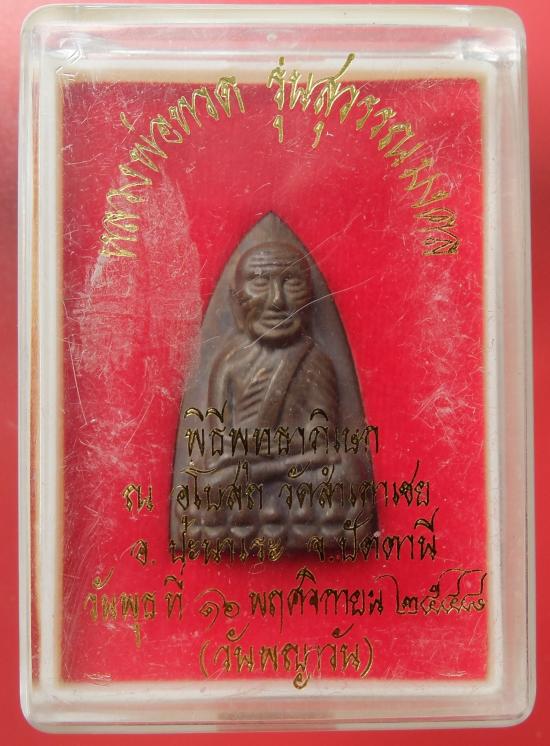 หลวงพ่อทวด รุ่นสุวรรณมงคล
พิธีพุทธาภิเษก
ณ อุโบสถ วัดสำเภาเชย
อ. ปะนาเระ จ.ปัตตานี
วันพุธ ที่ ๑๖ พฤศจิกายน ๒๕๔๘
(วันพญาวัน)